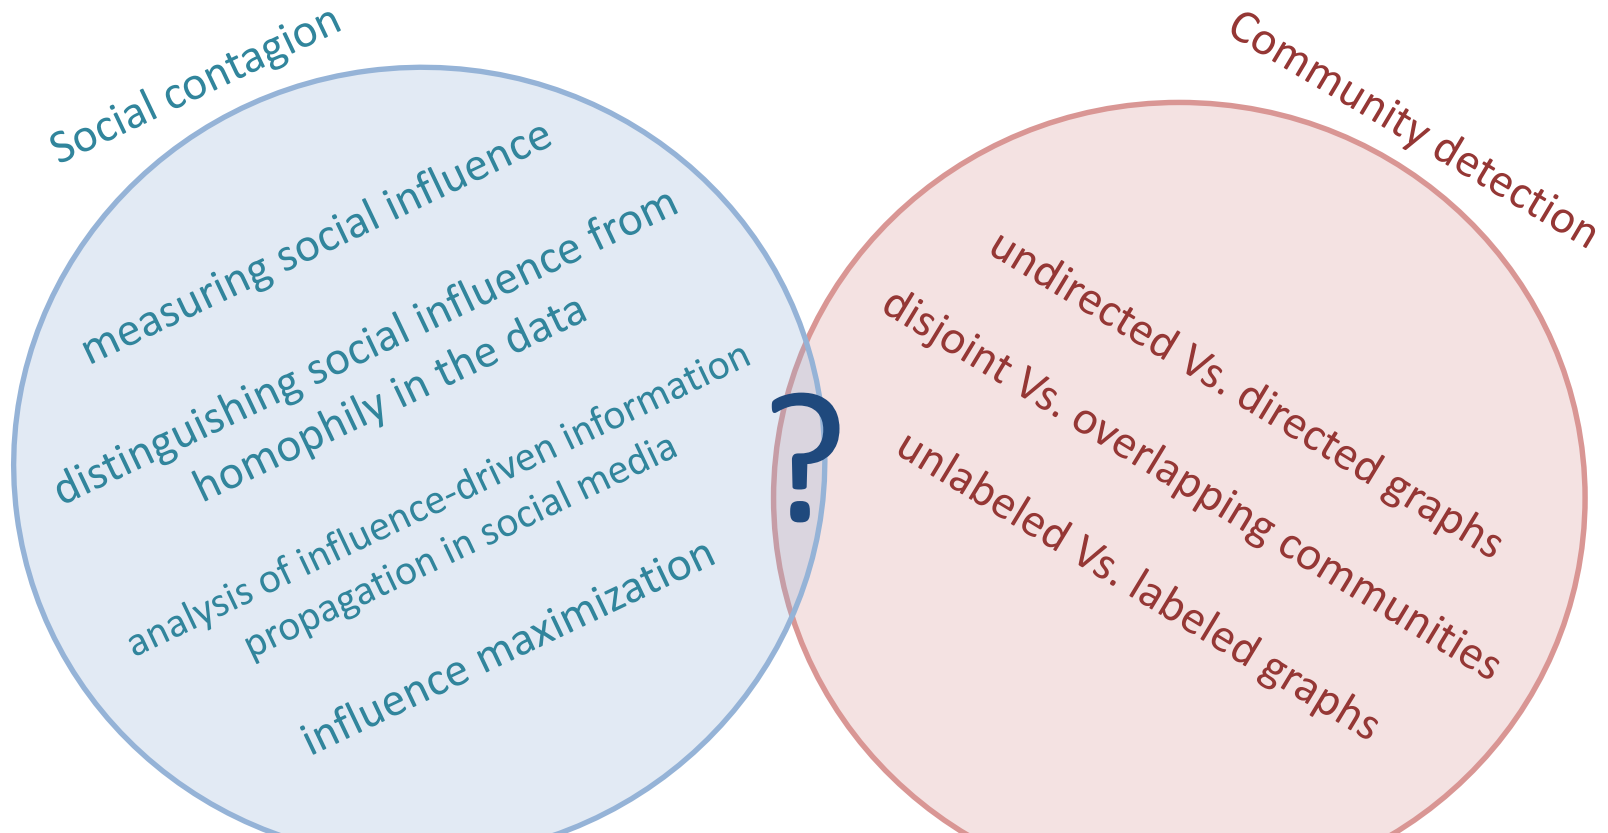 Social contagion
measuring social influence
distinguishing social influence from
homophily in the data
analysis of influence-driven information
propagation in social media
influence maximization
?
Community detection
undirected Vs. directed graphs
disjoint Vs. overlapping communities
unlabeled Vs. labeled graphs